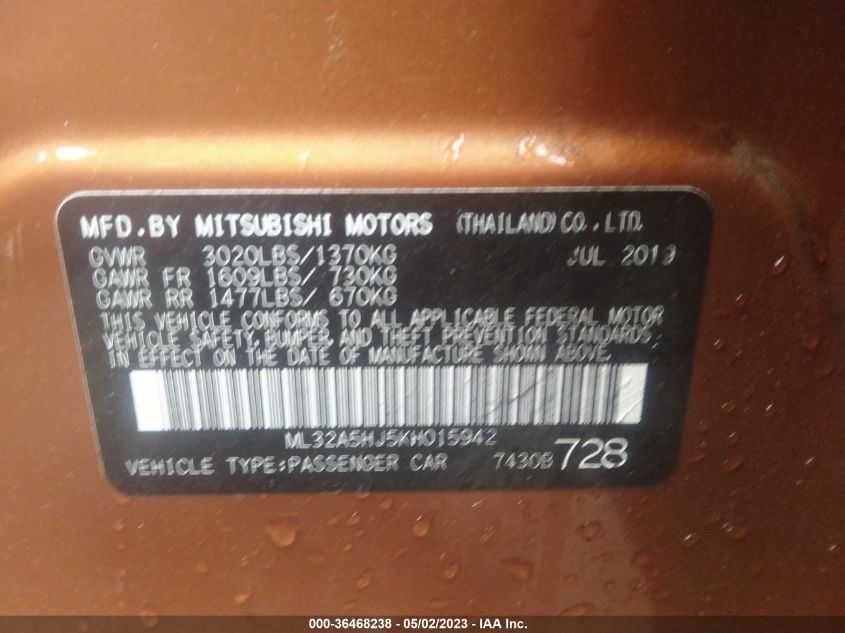 MFD. BY MITSUBISHI MOTORS (THAILAND) CO., LTD.
GVWR 3020LBS/1370KG JUL 2019
GAWR FR 1609LBS/ 730KG
GAWR RR 1477LBS/ 670KG
THIS VEHICLE CONFORMS TO ALL APPLICABLE FEDERAL MOTOR
VEHICLE SAFETY, BUMPER, AND THEFT PREVENTION STANDARDS
IN EFFECT ON THE DATE OF MANUFACTURE SHOWN ABOVE.
ML32A5HJ5KH015942
VEHICLE TYPE:PASSENGER CAR 7430B 728
000-36468238 - 05/02/2023 - IAA Inc.